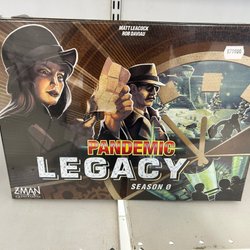 MATT LEACOCK
ROB DAVIAU
PANDEMIC
LEGACY
SEASON 0
Z-MAN